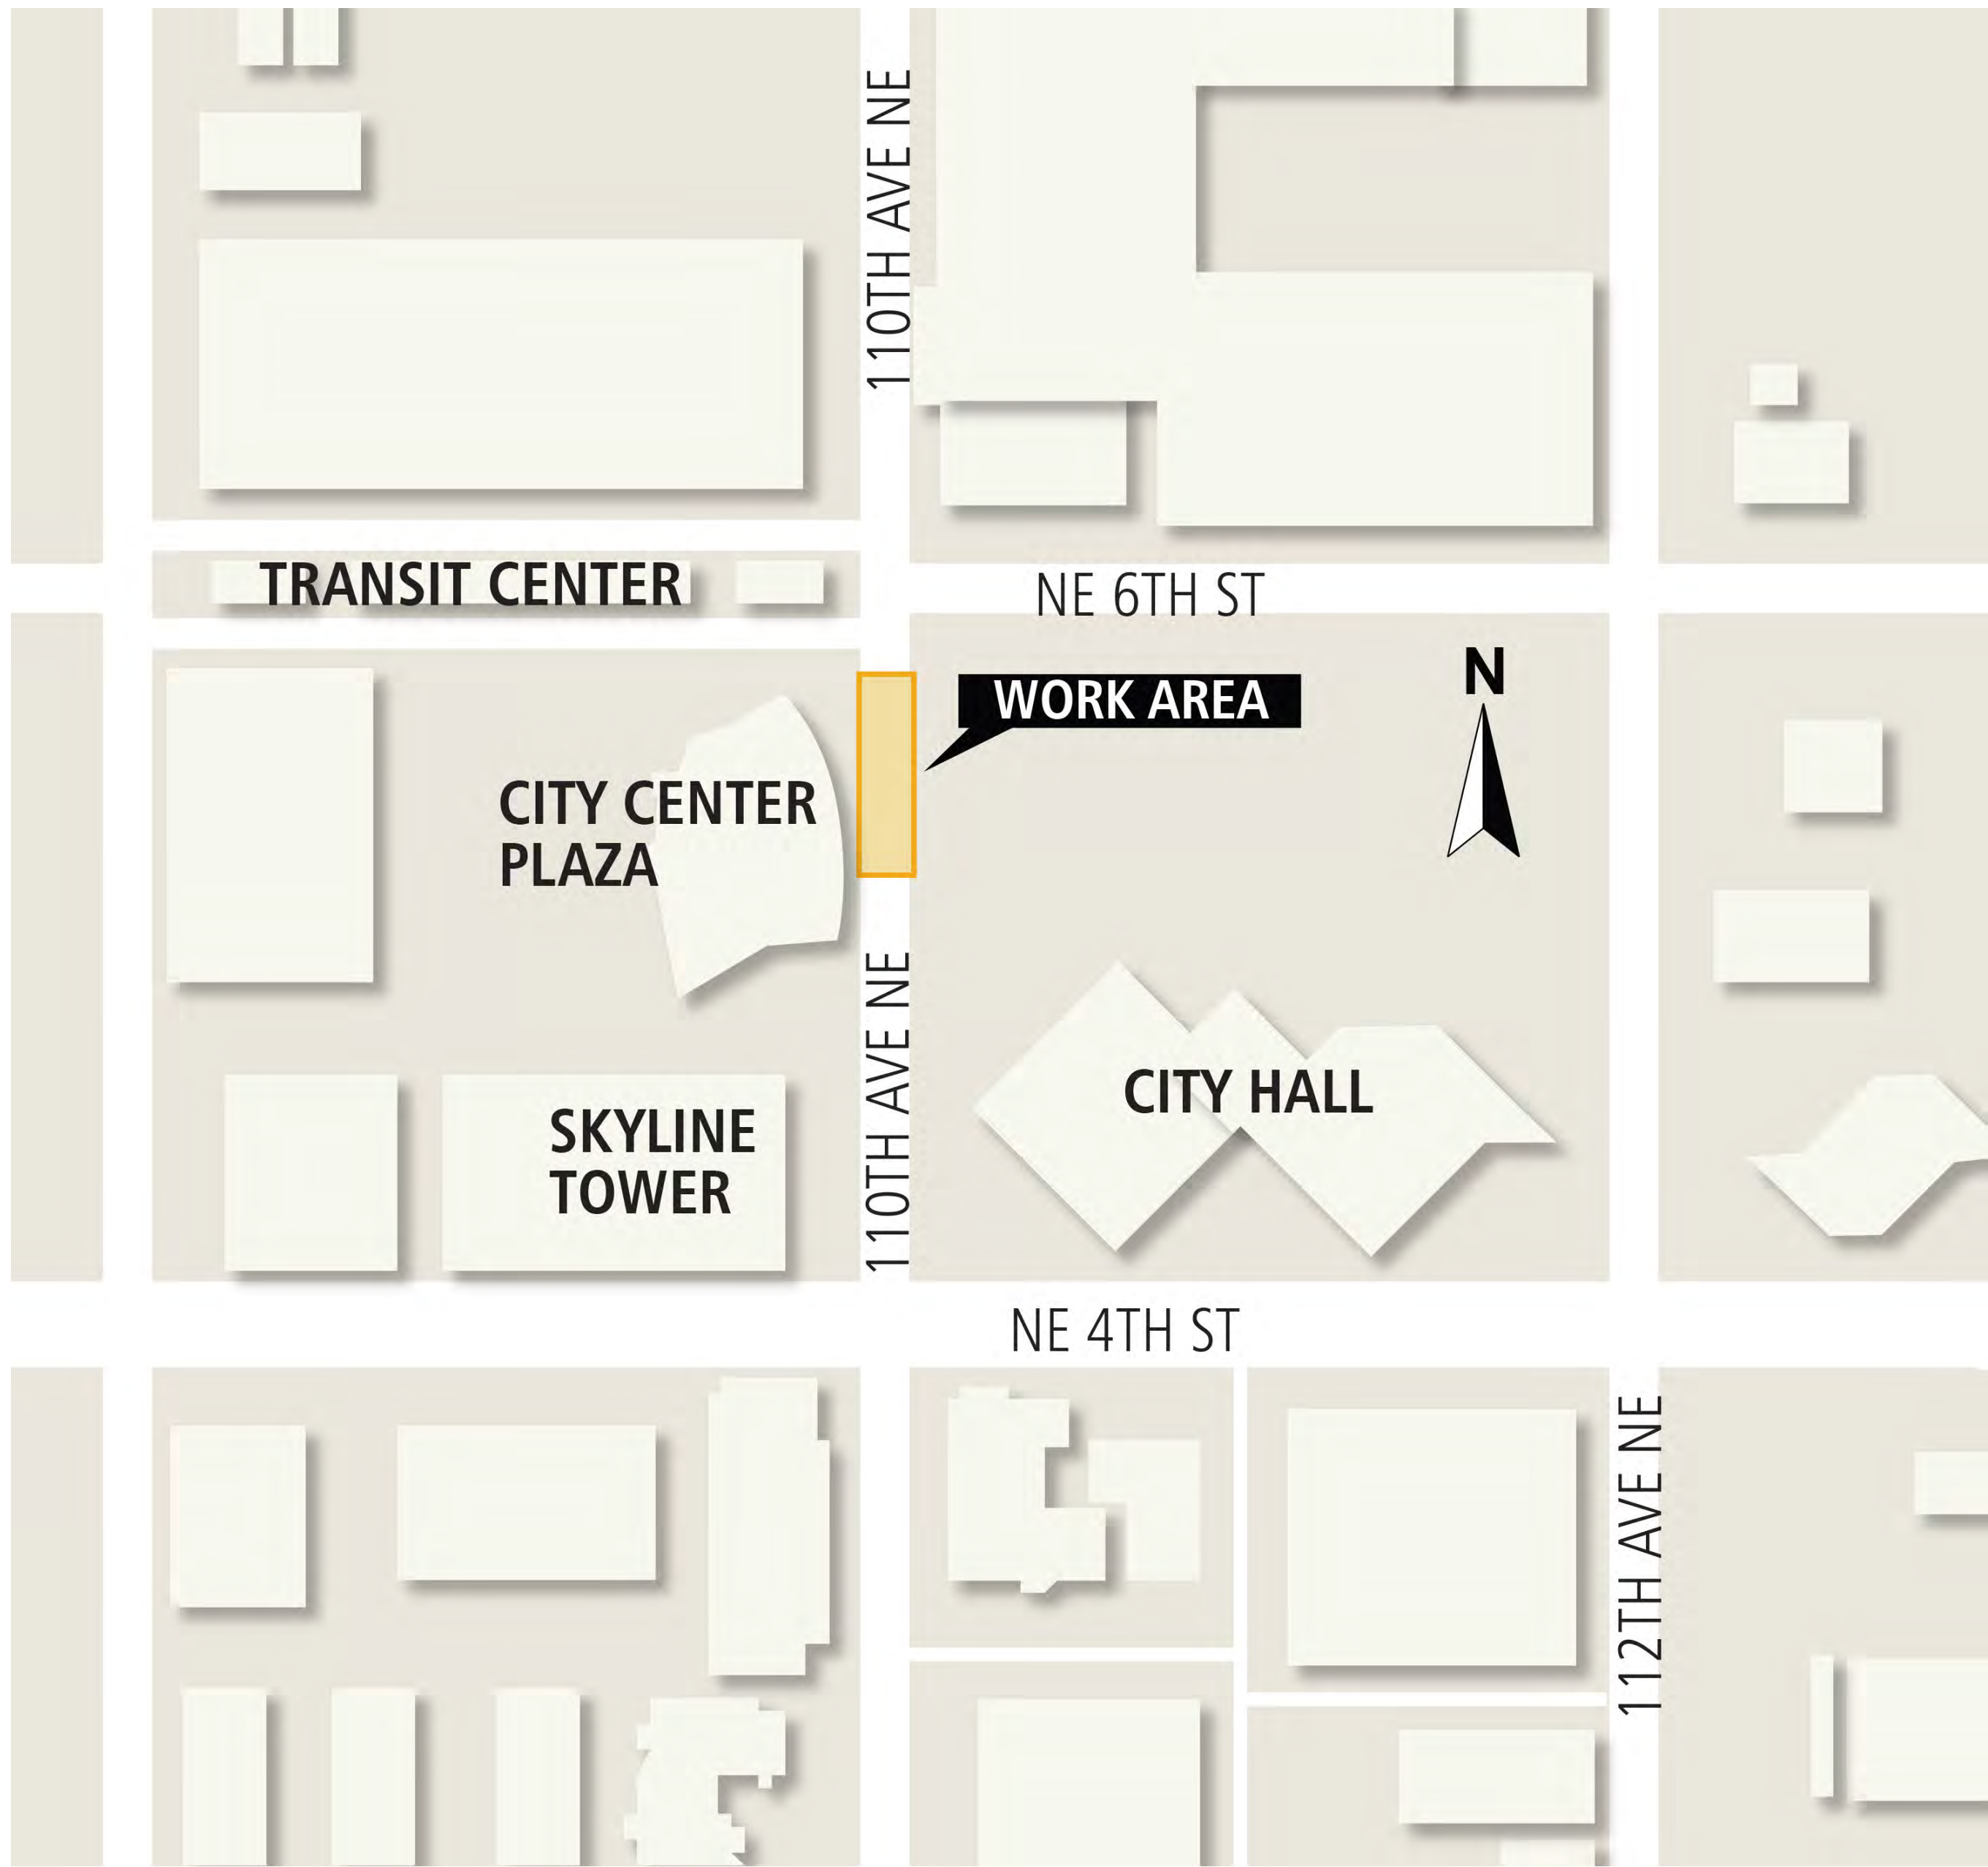 110TH AVE NE
TRANSIT CENTER
NE 6TH ST
N
WORK AREA
CITY CENTER
PLAZA
110TH AVE NE
CITY HALL
SKYLINE
TOWER
NE 4TH ST
112TH AVE NE